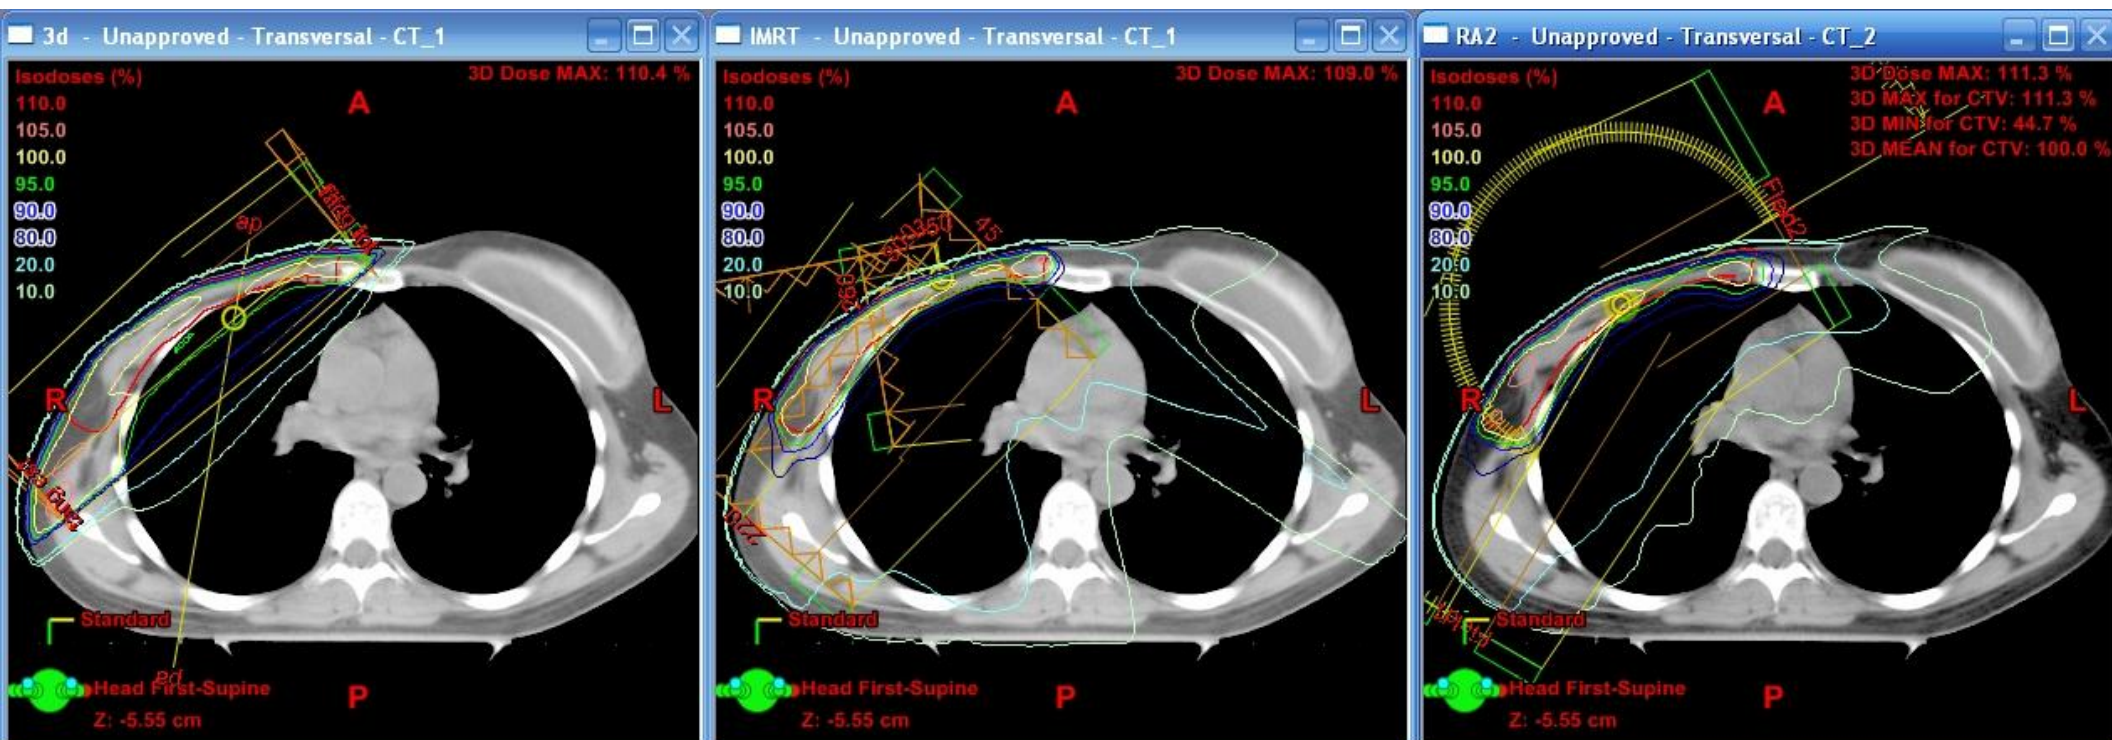 3d - Unapproved - Transversal - CT_1
Isodoses (%)
3D Dose MAX: 110.4 %
110.0
105.0
100.0
95.0
90.0
80.0
20.0
10.0
A
ap
R
L
Standard
P
Head First-Supine
Z: -5.55 cm
IMRT - Unapproved - Transversal - CT_1
Isodoses (%)
3D Dose MAX: 109.0 %
110.0
105.0
100.0
95.0
90.0
80.0
20.0
10.0
A
45
R
L
Standard
P
Head First-Supine
Z: -5.55 cm
RA2 - Unapproved - Transversal - CT_2
Isodoses (%)
3D Dose MAX: 111.3 %
3D MAX for CTV: 111.3 %
3D MIN for CTV: 44.7 %
3D MEAN for CTV: 100.0 %
110.0
105.0
100.0
95.0
90.0
80.0
20.0
10.0
A
Field2
R
L
Standard
P
Head First-Supine
Z: -5.55 cm